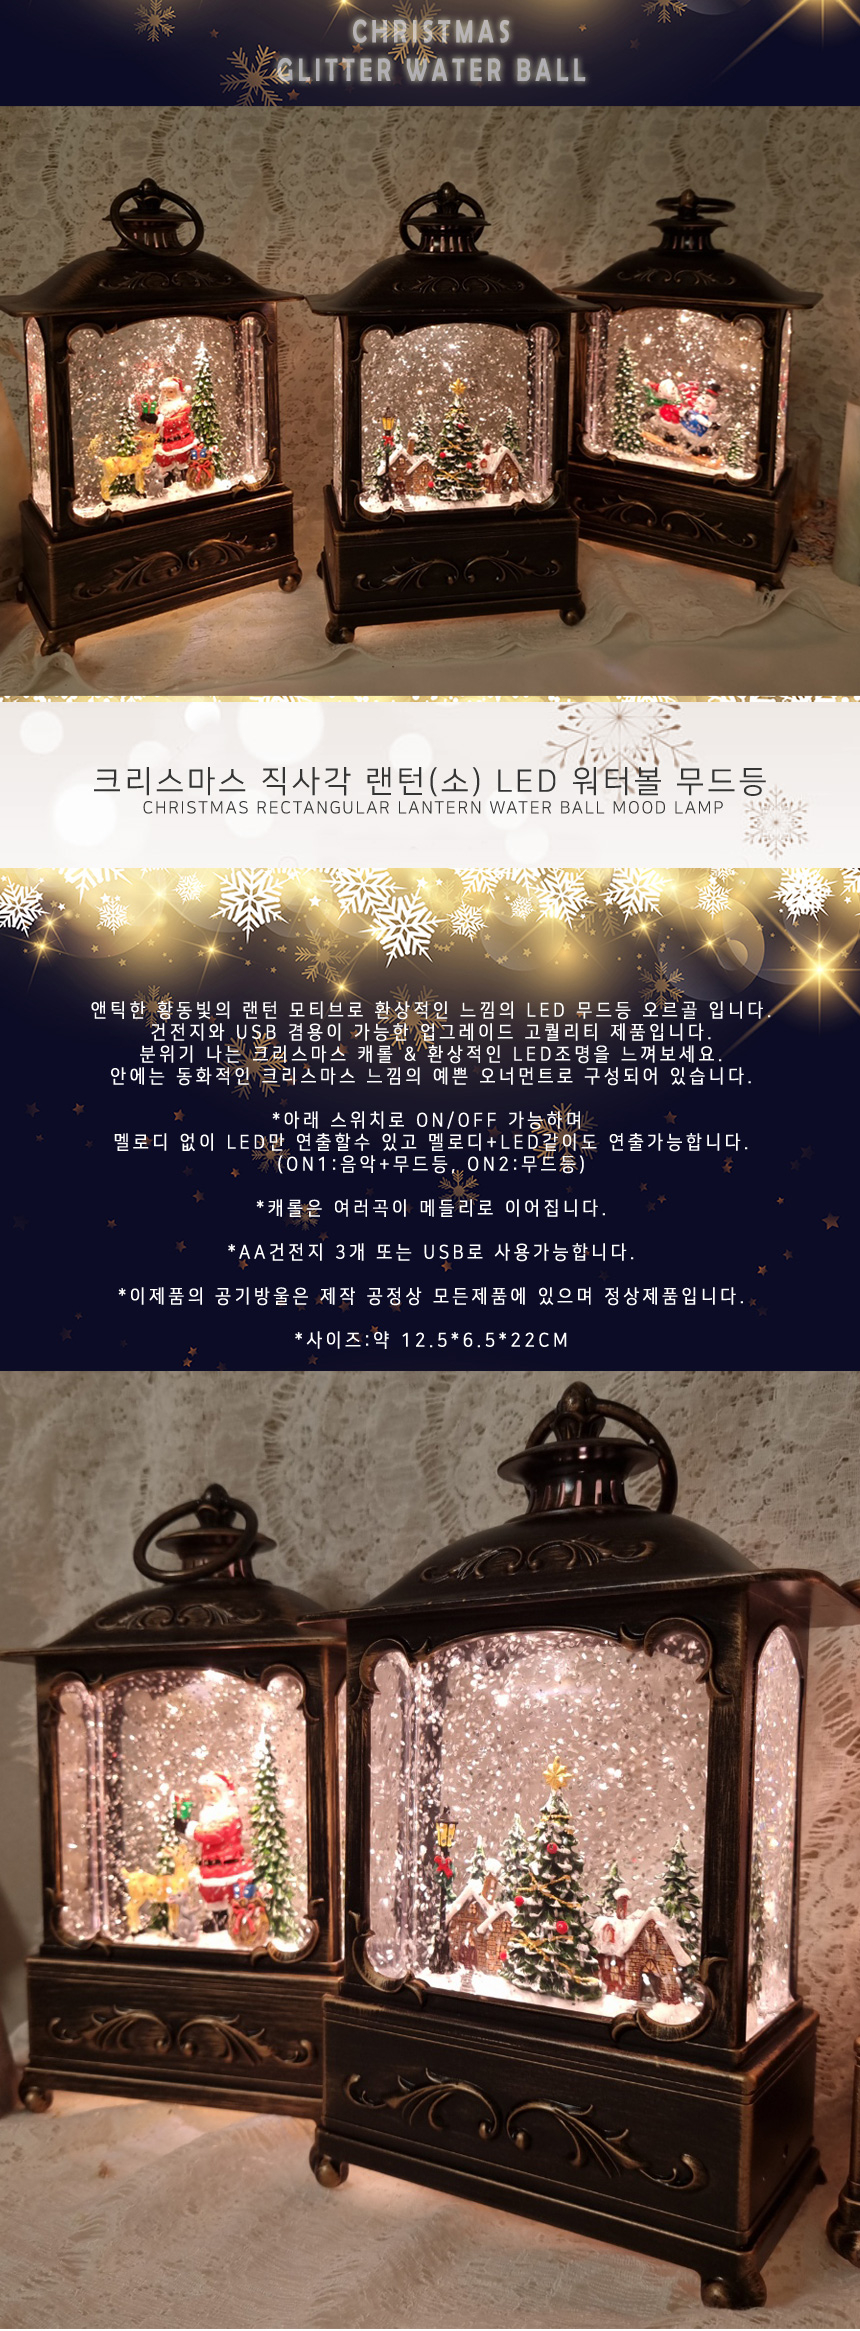 CHRISTMAS
GLITTER WATER BALL
크리스마스 직사각 랜턴(소) LED 워터볼 무드등
CHRISTMAS RECTANGULAR LANTERN WATER BALL MOOD LAMP
앤틱한 황동빛의 랜턴 모티브로 환상적인 느낌의 LED 무드등 오르골 입니다.
건전지와 USB 겸용이 가능한 업그레이드 고퀄리티 제품입니다.
분위기 나는 크리스마스 캐롤 & 환상적인 LED조명을 느껴보세요.
안에는 동화적인 크리스마스 느낌의 예쁜 오너먼트로 구성되어 있습니다.
*아래 스위치로 ON/OFF 가능하며
멜로디 없이 LED만 연출할수 있고 멜로디+LED같이도 연출가능합니다.
(ON1:음악+무드등, ON2:무드등)
*캐롤은 여러곡이 메들리로 이어집니다.
*AA건전지 3개 또는 USB로 사용가능합니다.
*이제품의 공기방울은 제작 공정상 모든제품에 있으며 정상제품입니다.
*사이즈:약 12.5*6.5*22CM